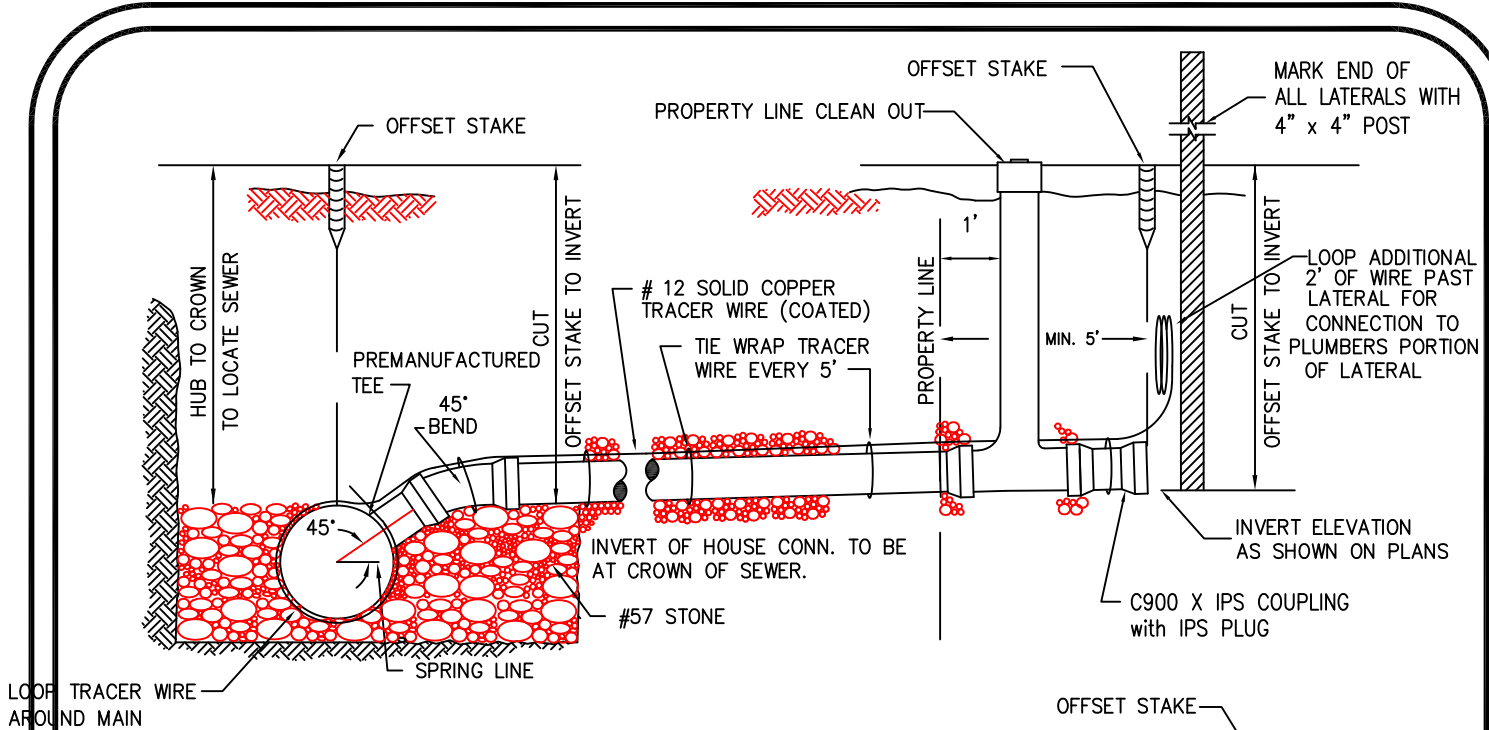 OFFSET STAKE
MARK END OF
ALL LATERALS WITH
4" x 4" POST
PROPERTY LINE CLEAN OUT
OFFSET STAKE
HUB TO CROWN
TO LOCATE SEWER
CUT
OFFSET STAKE TO INVERT
1'
PROPERTY LINE
MIN. 5'
CUT
OFFSET STAKE TO INVERT
LOOP ADDITIONAL
2' OF WIRE PAST
LATERAL FOR
CONNECTION TO
PLUMBERS PORTION
OF LATERAL
# 12 SOLID COPPER
TRACER WIRE (COATED)
TIE WRAP TRACER
WIRE EVERY 5'
PREMANUFACTURED
TEE
45°
BEND
45°
INVERT OF HOUSE CONN. TO BE
AT CROWN OF SEWER.
INVERT ELEVATION
AS SHOWN ON PLANS
#57 STONE
C900 X IPS COUPLING
with IPS PLUG
SPRING LINE
LOOP TRACER WIRE
AROUND MAIN
OFFSET STAKE